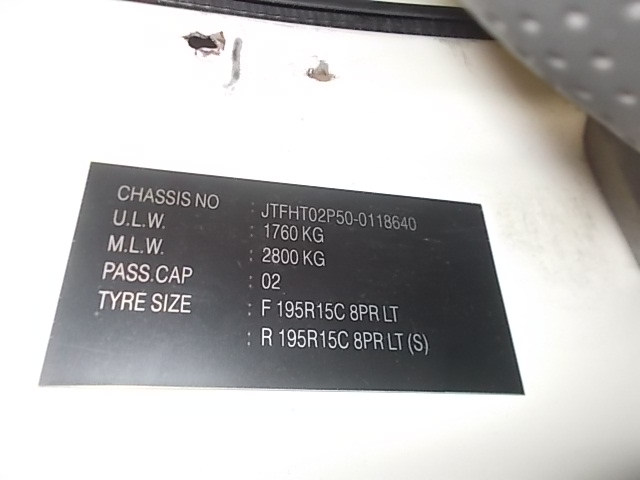 CHASSIS NO : JTFHT02P50-0118640
U.L.W. : 1760 KG
M.L.W. : 2800 KG
PASS.CAP : 02
TYRE SIZE : F 195R15C 8PR LT
: R 195R15C 8PR LT (S)